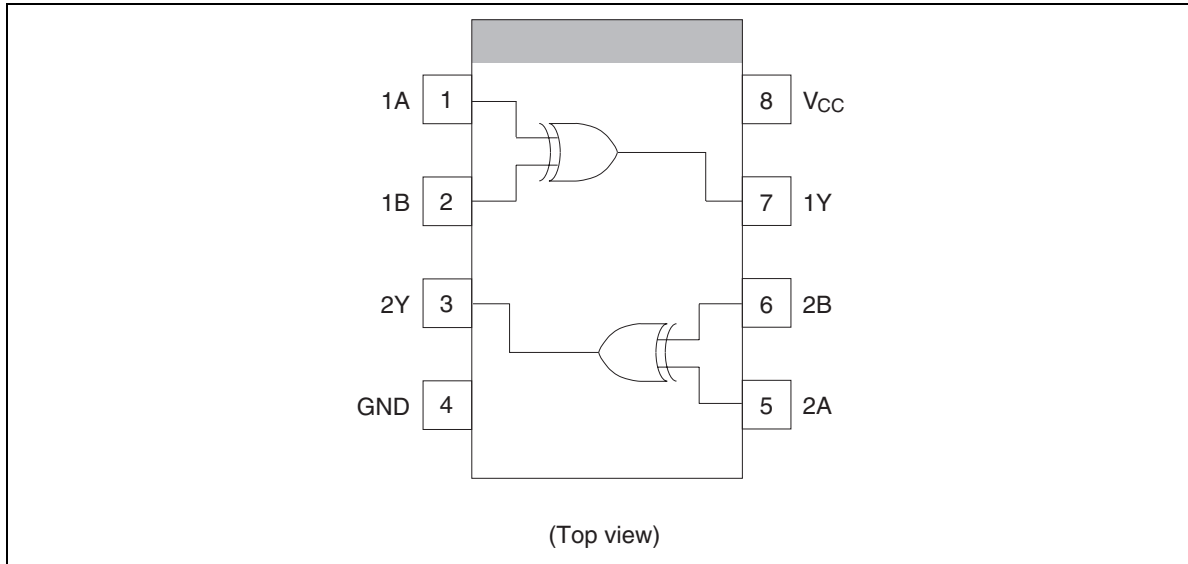 1A 1 8 VCC
1B 2 7 1Y
2Y 3 6 2B
GND 4 5 2A
(Top view)